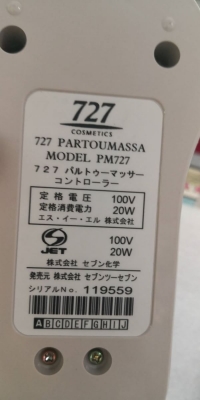 727
COSMETICS
727 PARTOUMASSA
MODEL PM727
727 パルトゥーマッサー
コントローラー
定格電圧 100V
定格消費電力 20W
エス・イー・エル 株式会社
JET 100V
20W
株式会社 セブン化学
発売元 株式会社 セブンツーセブン
シリアルNo. 119559
ABCDEFGHIJ